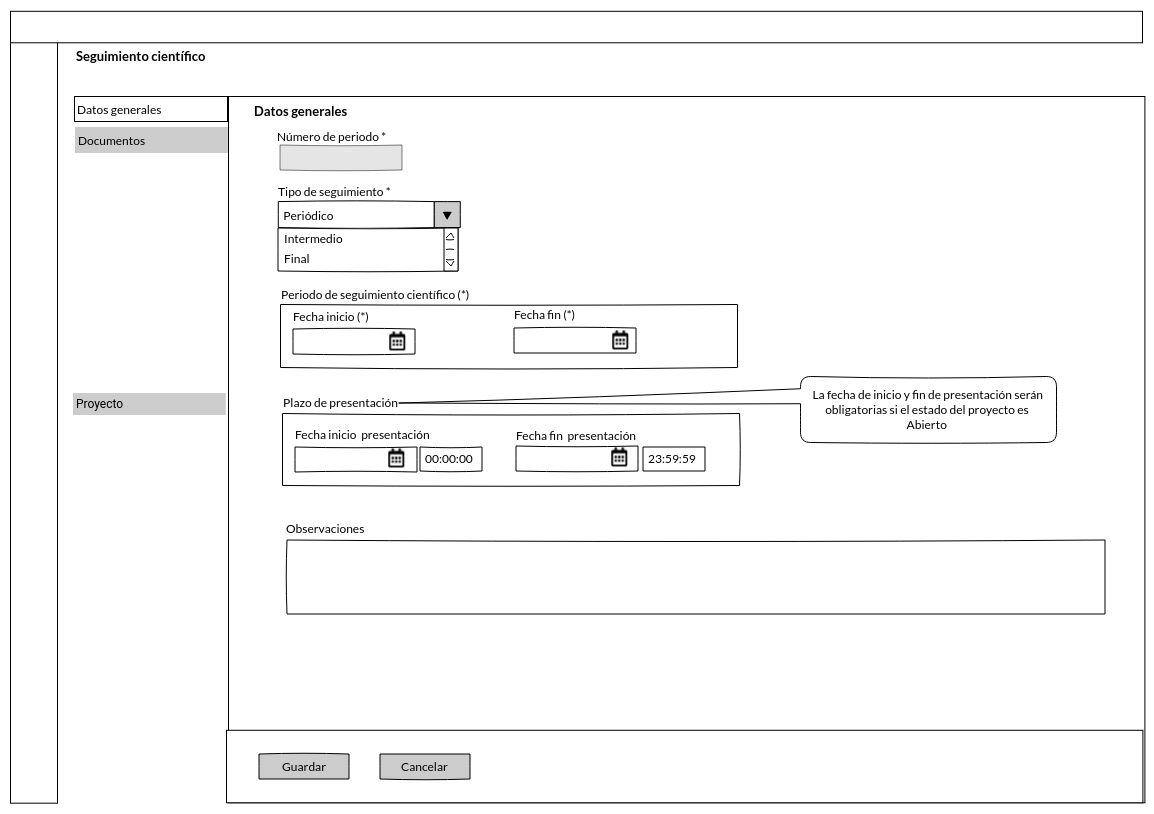 Seguimiento científico
Datos generales
Documentos
Proyecto
Datos generales
Número de periodo *
Tipo de seguimiento *
Periódico
Intermedio
Final
Periodo de seguimiento científico (*)
Fecha inicio (*)
Fecha fin (*)
Plazo de presentación
La fecha de inicio y fin de presentación serán
obligatorias si el estado del proyecto es
Abierto
Fecha inicio presentación
Fecha fin presentación
00:00:00
23:59:59
Observaciones
Guardar
Cancelar